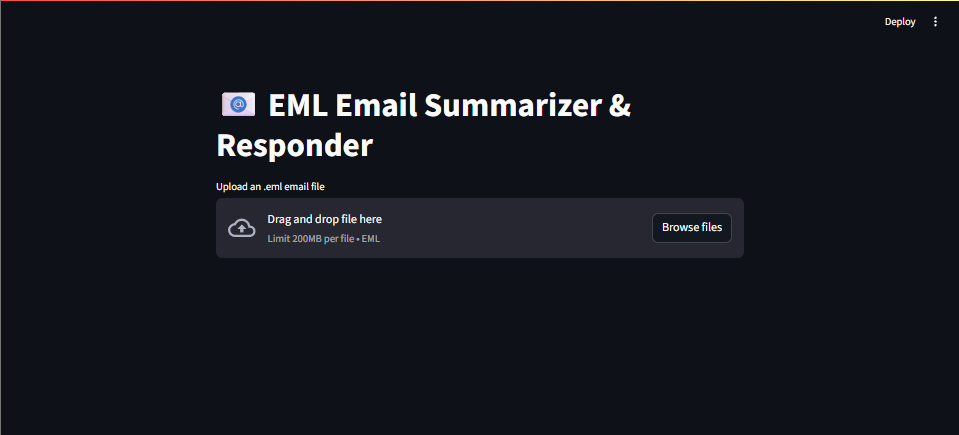 Deploy
EML Email Summarizer &
Responder
Upload an .eml email file
Drag and drop file here
Limit 200MB per file • EML
Browse files